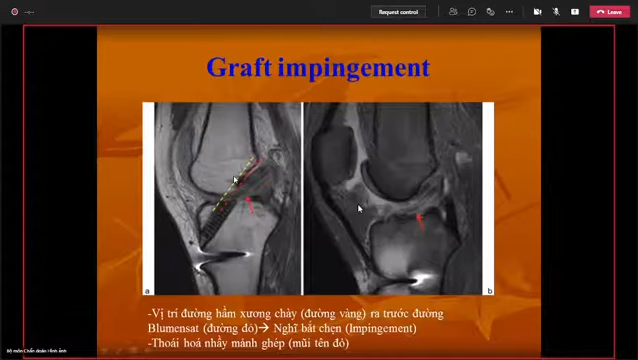 Request control
Leave
Graft impingement
a
b
-Vị trí đường hầm xương chày (đường vàng) ra trước đường
Blumensat (đường đỏ)→ Nghĩ bắt chẹn (Impingement)
-Thoái hoá nhầy mảnh ghép (mũi tên đỏ)
Bộ môn Chẩn đoán Hình ảnh